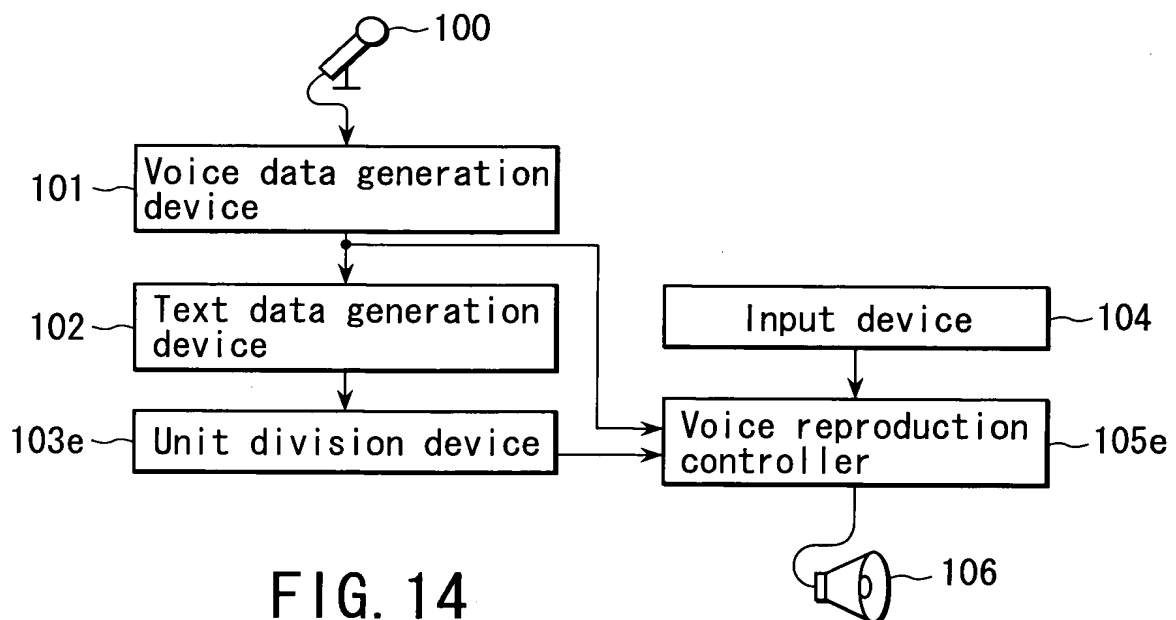 100
101
Voice data generation
device
102
Text data generation
device
Input device
104
103e
Unit division device
Voice reproduction
controller
105e
106
FIG. 14